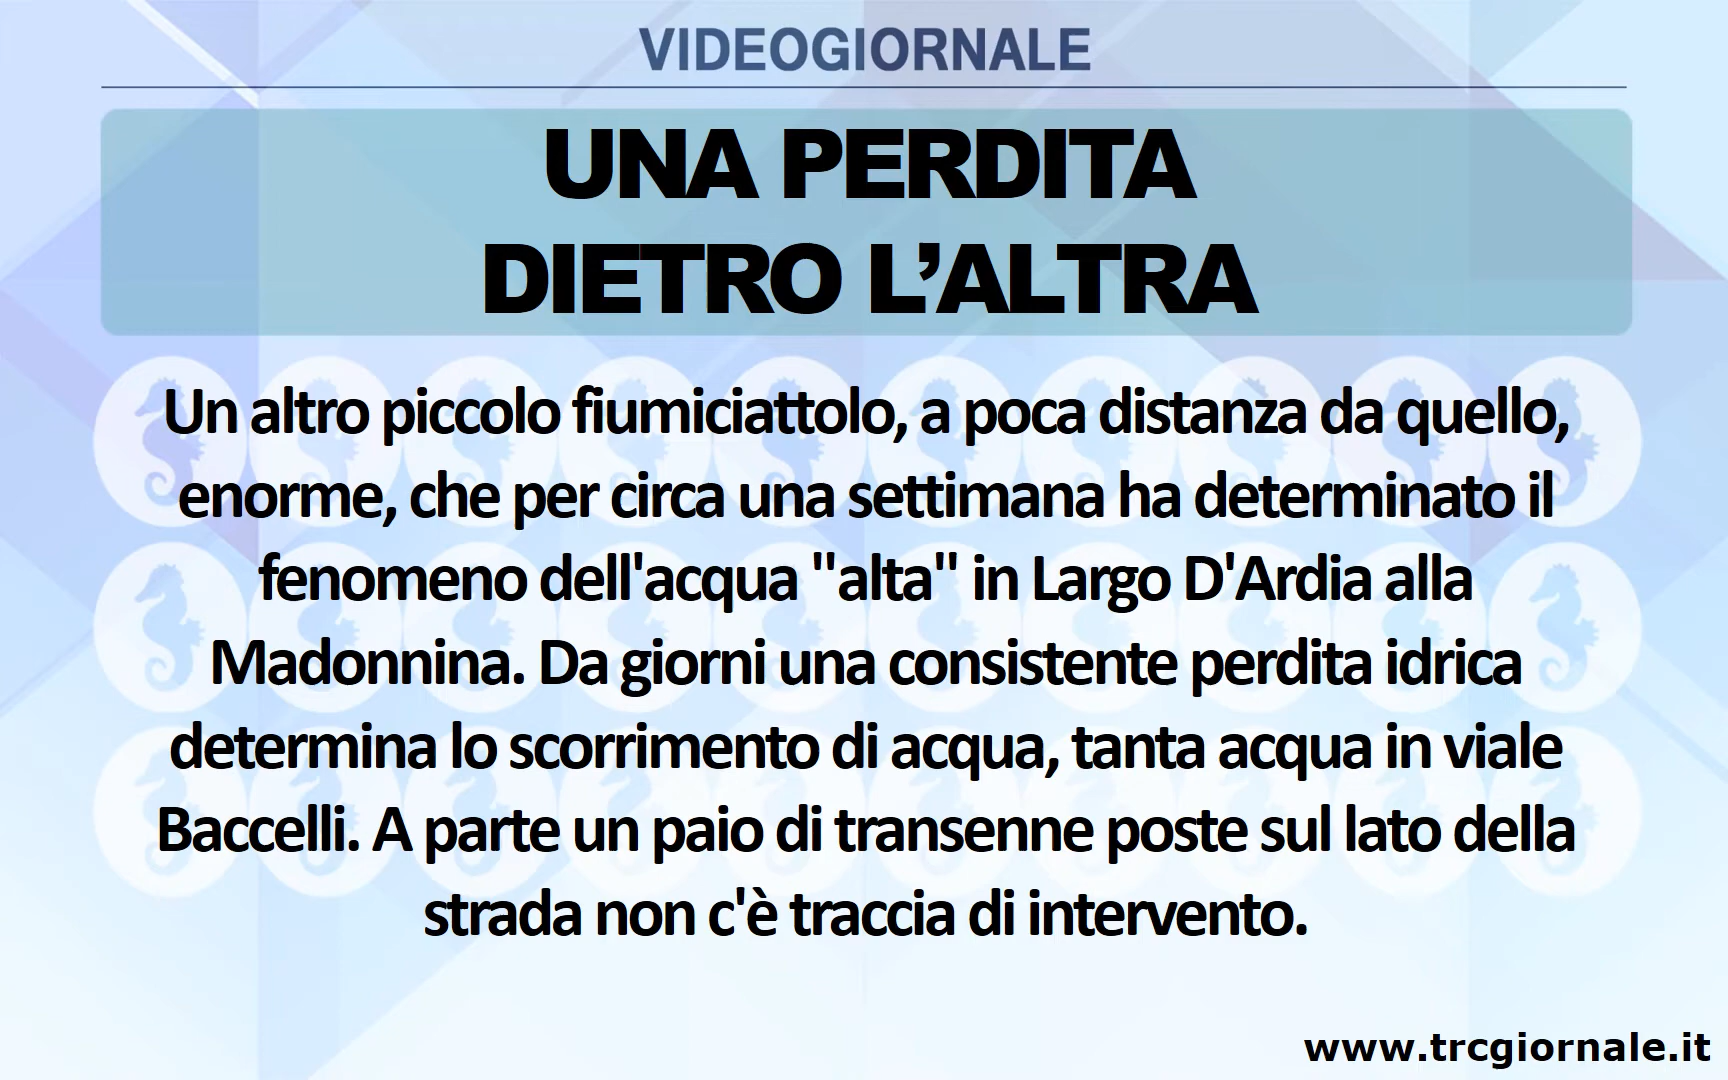 VIDEOGIORNALE
UNA PERDITA
DIETRO L’ALTRA
Un altro piccolo fiumiciattolo, a poca distanza da quello,
enorme, che per circa una settimana ha determinato il
fenomeno dell'acqua "alta" in Largo D'Ardia alla
Madonnina. Da giorni una consistente perdita idrica
determina lo scorrimento di acqua, tanta acqua in viale
Baccelli. A parte un paio di transenne poste sul lato della
strada non c'è traccia di intervento.
www.trcgiornale.it